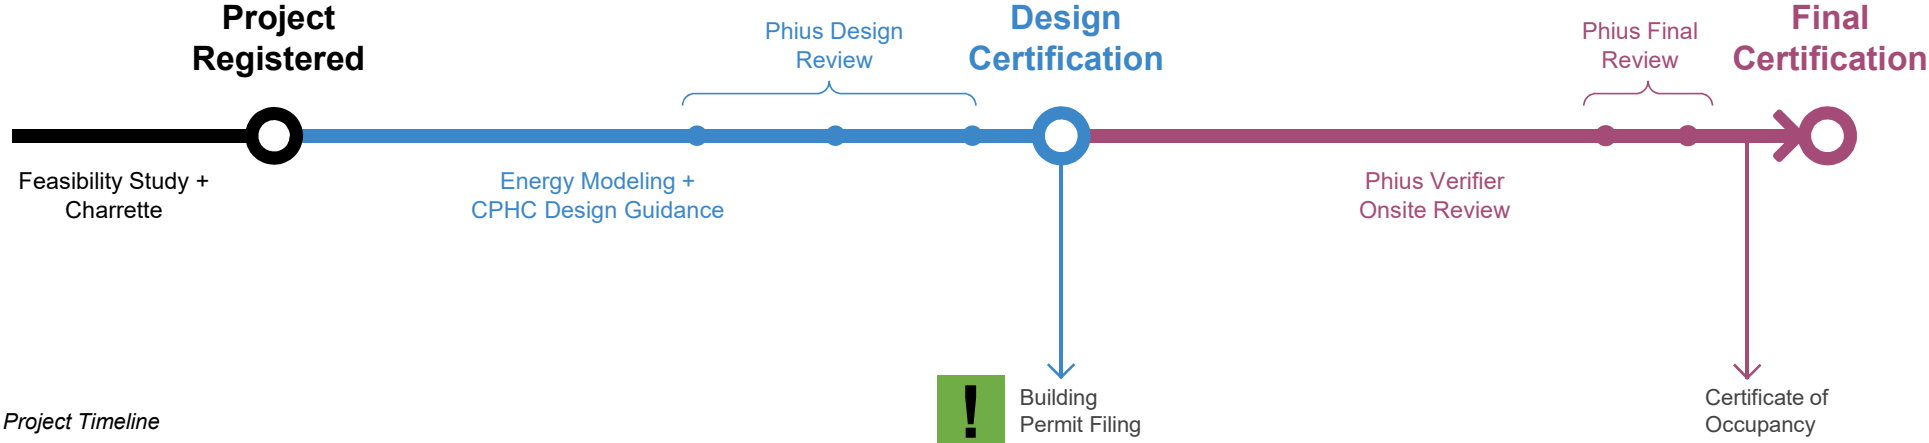 Project
Registered
Phius Design
Review
Design
Certification
Phius Final
Review
Final
Certification
Feasibility Study +
Charrette
Energy Modeling +
CPHC Design Guidance
Phius Verifier
Onsite Review
!
Building
Permit Filing
Certificate of
Occupancy
Project Timeline